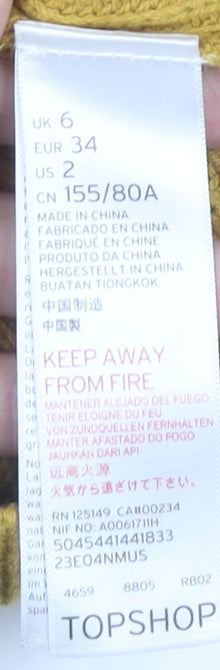 UK 6
EUR 34
US 2
CN 155/80A
MADE IN CHINA
FABRICADO EN CHINA
FABRIQUÉ EN CHINE
PRODUTO DA CHINA
HERGESTELLT IN CHINA
BUATAN TIONGKOK
中国制造
中国製
KEEP AWAY
FROM FIRE
MANTENER ALEJADO DEL FUEGO
TENIR ELOIGNE DU FEU
VON ZUNDQUELLEN FERNHALTEN
MANTER AFASTADO DO FOGO
JAUHKAN DARI API
远离火源
火気から遠ざけて下さい。
RN 125149 CA#00234
NIF NO: A0061711H
5045441441833
23E04NMUS
4659 8805 RB02
TOPSHOP